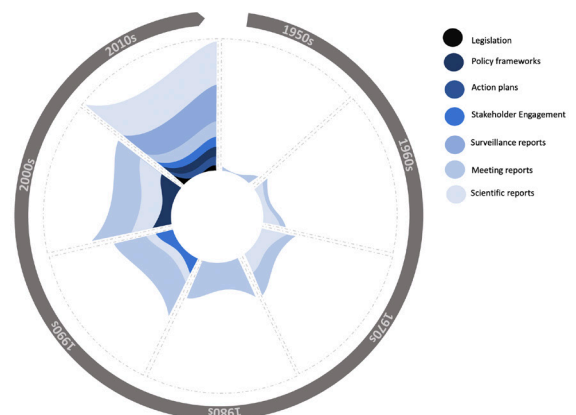 1950s
1960s
1970s
1980s
1990s
2000s
2010s
Legislation
Policy frameworks
Action plans
Stakeholder Engagement
Surveillance reports
Meeting reports
Scientific reports